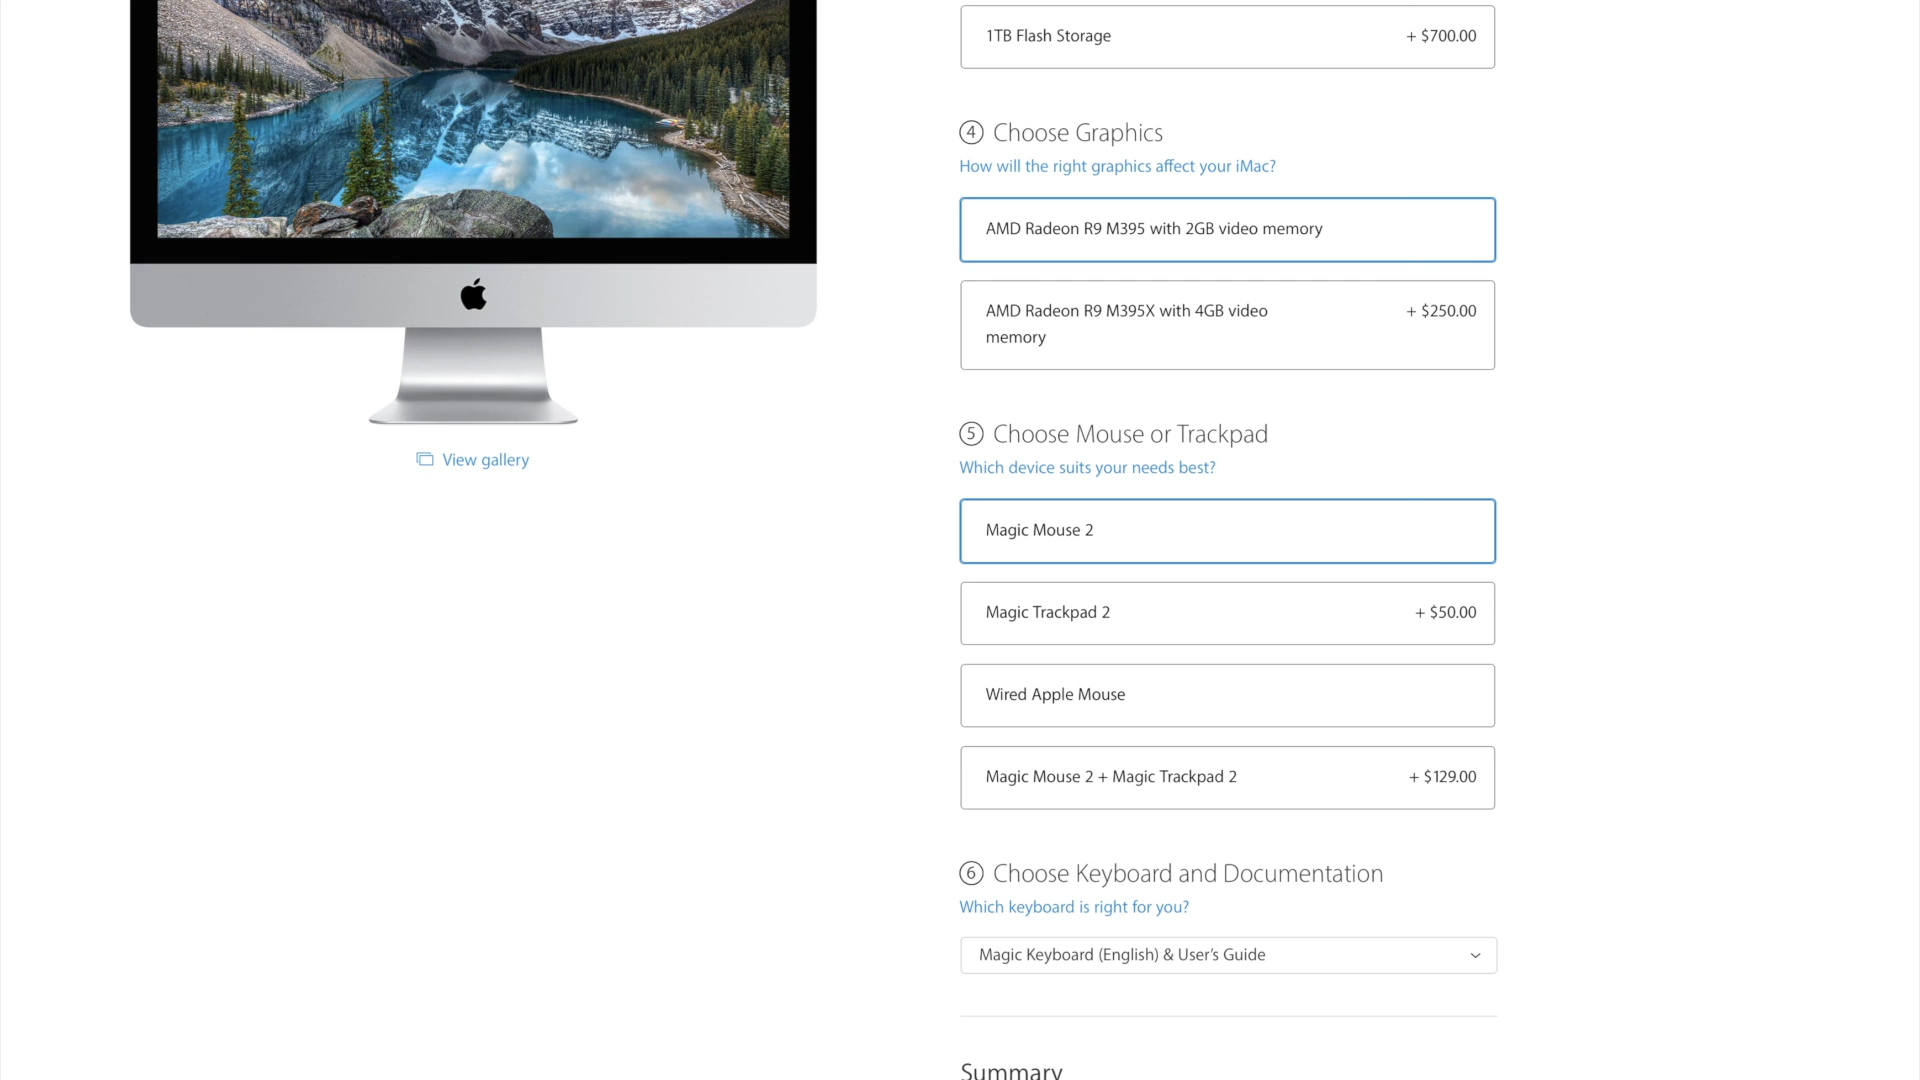 1TB Flash Storage + $700.00
4 Choose Graphics
How will the right graphics affect your iMac?
AMD Radeon R9 M395 with 2GB video memory
AMD Radeon R9 M395X with 4GB video + $250.00
memory
5 Choose Mouse or Trackpad
View gallery
Which device suits your needs best?
Magic Mouse 2
Magic Trackpad 2 + $50.00
Wired Apple Mouse
Magic Mouse 2 + Magic Trackpad 2 + $129.00
6 Choose Keyboard and Documentation
Which keyboard is right for you?
Magic Keyboard (English) & User’s Guide
Summary